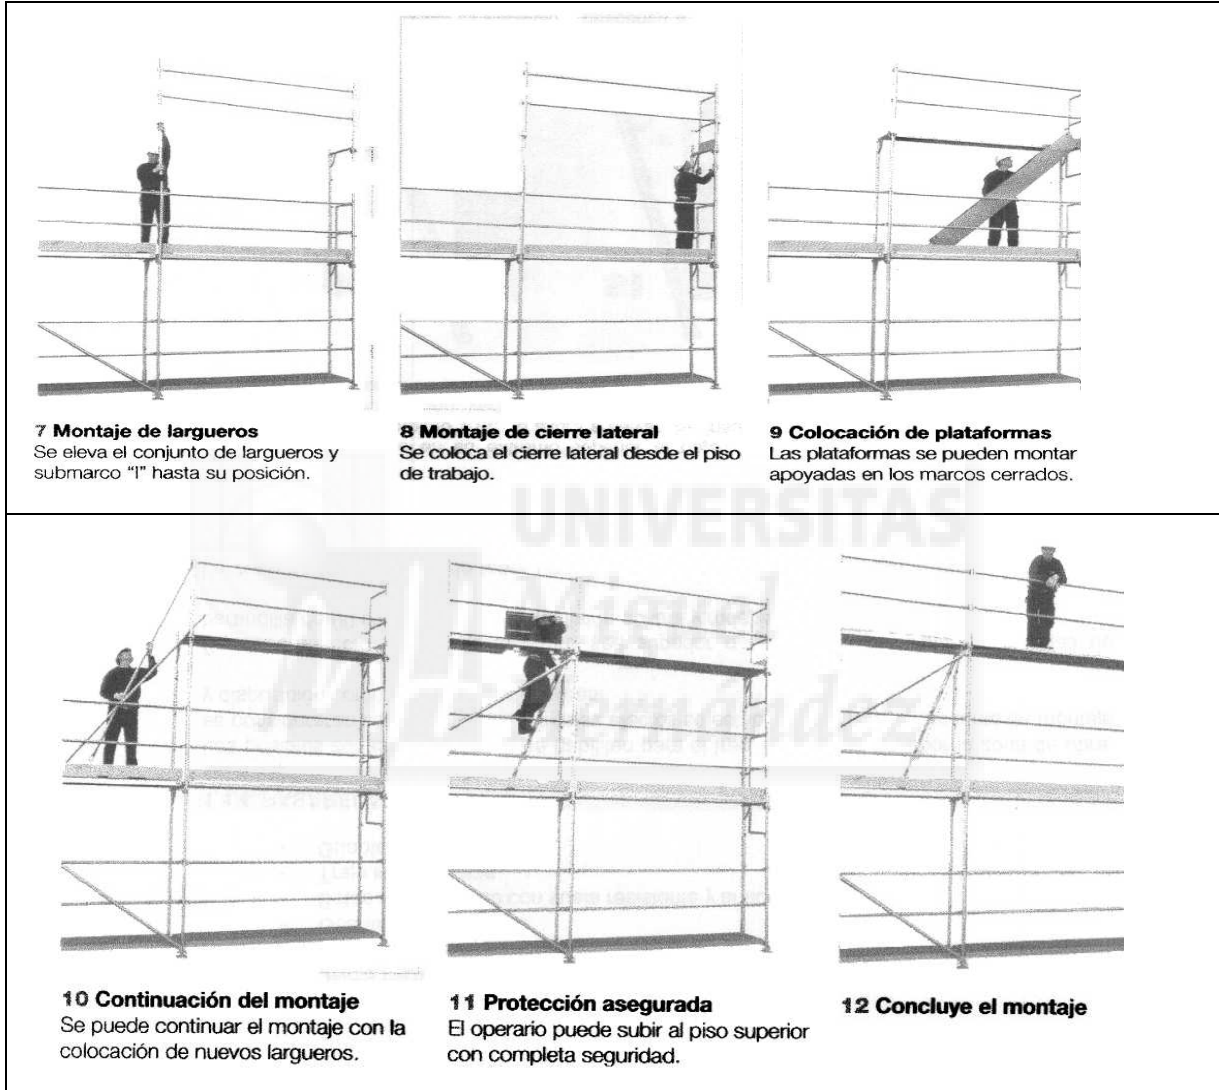 7 Montaje de largueros
Se eleva el conjunto de largueros y
submarco "l" hasta su posición.
8 Montaje de cierre lateral
Se coloca el cierre lateral desde el piso
de trabajo.
9 Colocación de plataformas
Las plataformas se pueden montar
apoyadas en los marcos cerrados.
UNIVERSITAS
Miguel
Hernández
10 Continuación del montaje
Se puede continuar el montaje con la
colocación de nuevos largueros.
11 Protección asegurada
El operario puede subir al piso superior
con completa seguridad.
12 Concluye el montaje